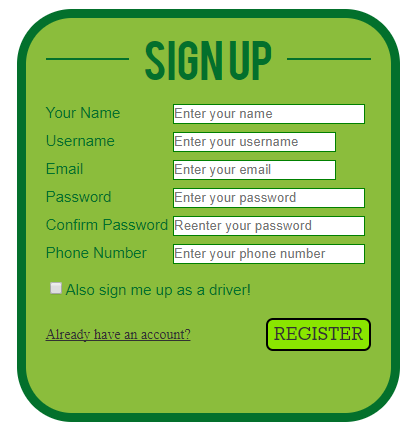 SIGN UP
Your Name Enter your name
Username Enter your username
Email Enter your email
Password Enter your password
Confirm Password Reenter your password
Phone Number Enter your phone number
Also sign me up as a driver!
Already have an account? REGISTER